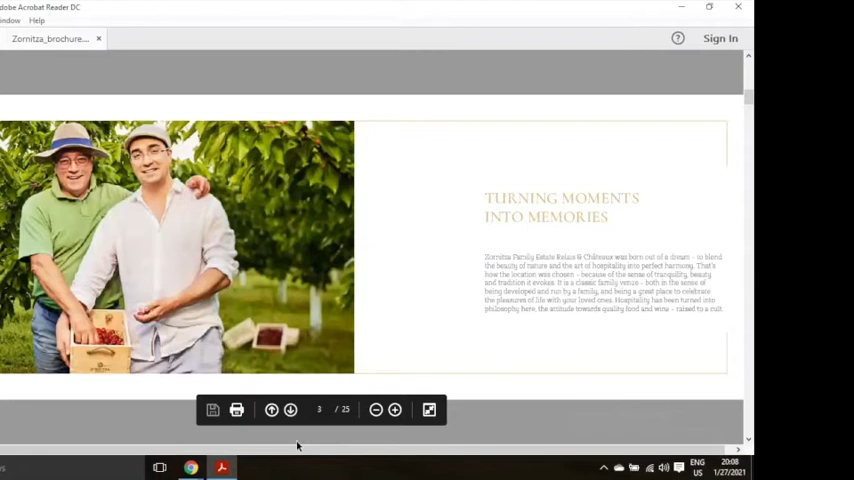 dobe Acrobat Reader DC
indow Help
Zornitza_brochure... ×
? Sign In
TURNING MOMENTS
INTO MEMORIES
Zornitza Family Estate Relais & Châteaux was born out of a dream - to blend
the beauty of nature and the art of hospitality into perfect harmony. That's
how the location was chosen - because of the sense of tranquility, beauty
and tradition it evokes. It is a classic family venue - both in the sense of
being developed and run by a family, and being a great place to celebrate
the pleasures of life with your loved ones. Hospitality has been turned into
philosophy here, the attitude towards quality food and wine - raised to a cult.
3 / 25
ENG 20:08
US 1/27/2021